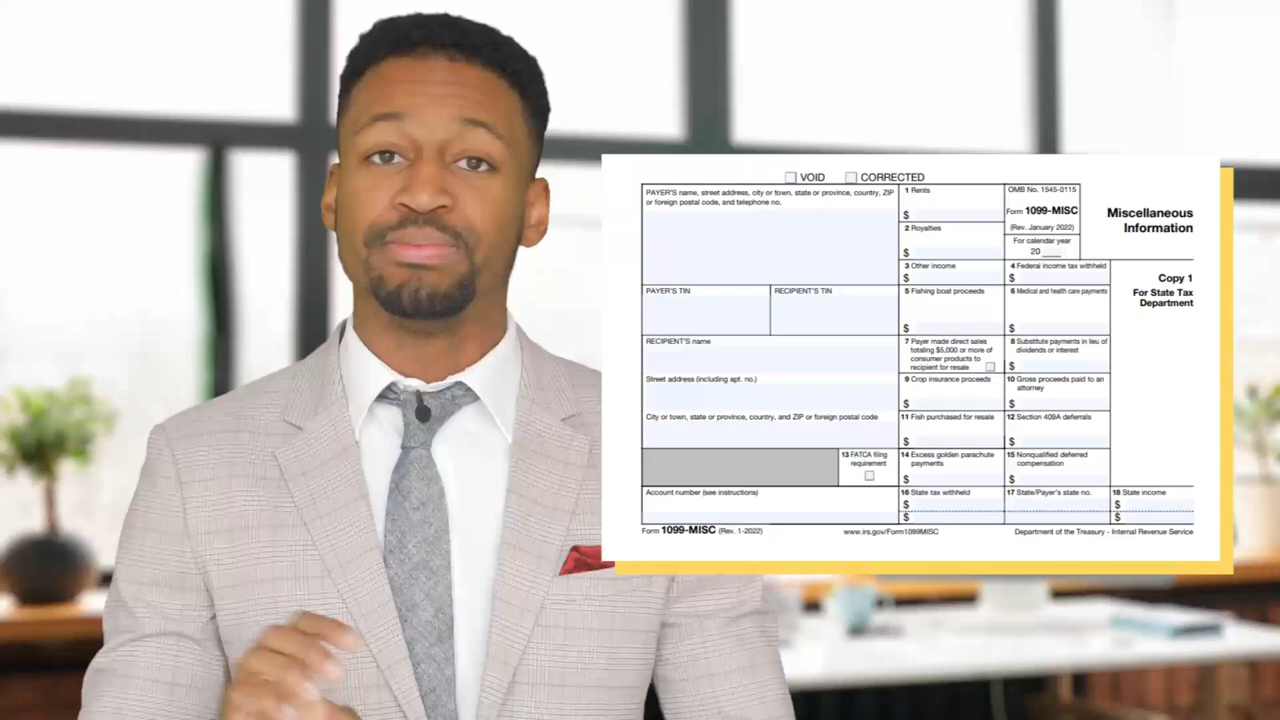 VOID CORRECTED
PAYER'S name, street address, city or town, state or province, country, ZIP
or foreign postal code, and telephone no.
1 Rents
$
OMB No. 1545-0115
Form 1099-MISC
(Rev. January 2022)
For calendar year
20
Miscellaneous
Information
2 Royalties
$
3 Other income
$
4 Federal income tax withheld
$
Copy 1
For State Tax
Department
PAYER'S TIN
RECIPIENT'S TIN
5 Fishing boat proceeds
$
6 Medical and health care payments
$
RECIPIENT'S name
7 Payer made direct sales
totaling $5,000 or more of
consumer products to
recipient for resale
8 Substitute payments in lieu of
dividends or interest
$
Street address (including apt. no.)
9 Crop insurance proceeds
$
10 Gross proceeds paid to an
attorney
$
City or town, state or province, country, and ZIP or foreign postal code
11 Fish purchased for resale
$
12 Section 409A deferrals
$
13 FATCA filing
requirement
14 Excess golden parachute
payments
$
15 Nonqualified deferred
compensation
$
Account number (see instructions)
16 State tax withheld
$
$
17 State/Payer's state no.
18 State income
$
$
Form 1099-MISC (Rev. 1-2022)
www.irs.gov/Form1099MISC
Department of the Treasury - Internal Revenue Service